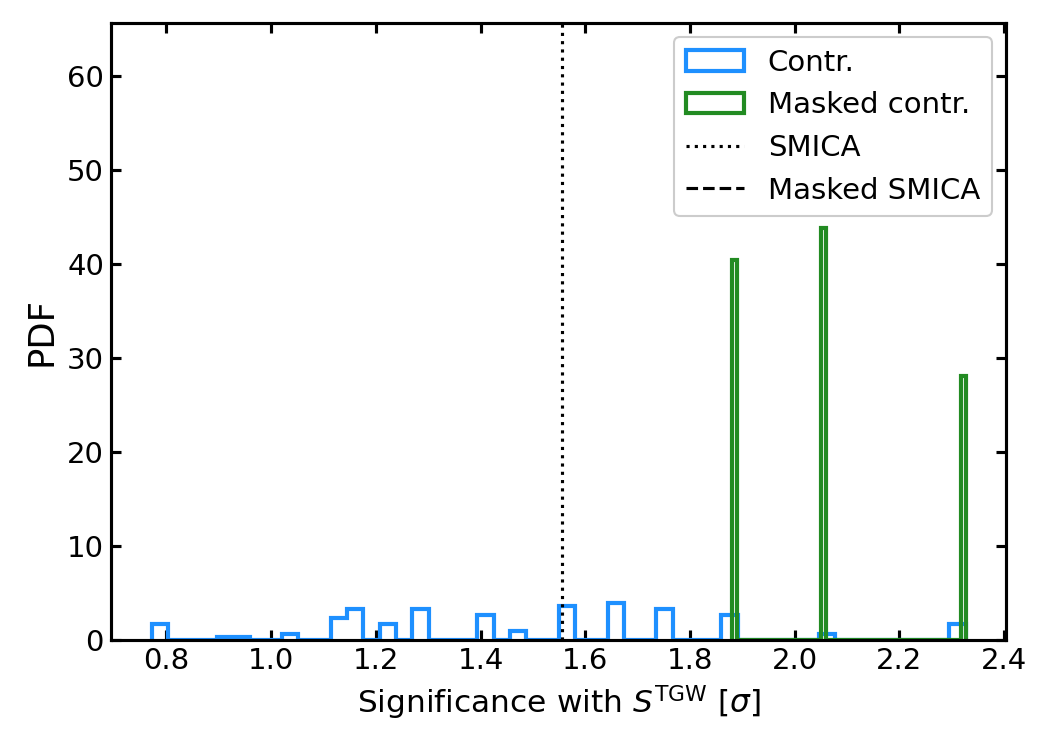 Contr.
Masked contr.
SMICA
Masked SMICA
PDF
60
50
40
30
20
10
0
0.8 1.0 1.2 1.4 1.6 1.8 2.0 2.2 2.4
Significance with S^TGW [σ]